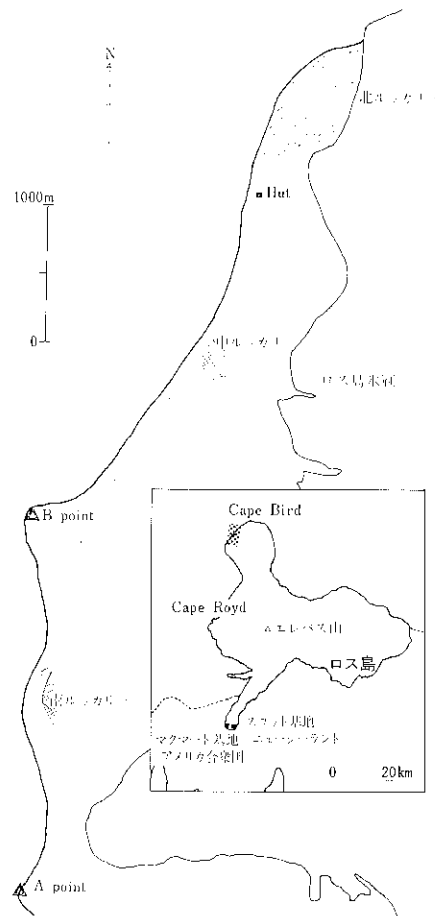 N
北ルッカリー
1000m
Hut
0
中ルッカリー
ロス島氷冠
B point
Cape Bird
Cape Royd
エレバス山
ロス島
南ルッカリー
スコット基地
マクマード基地 ニュージーランド
アメリカ合衆国
0 20km
A point